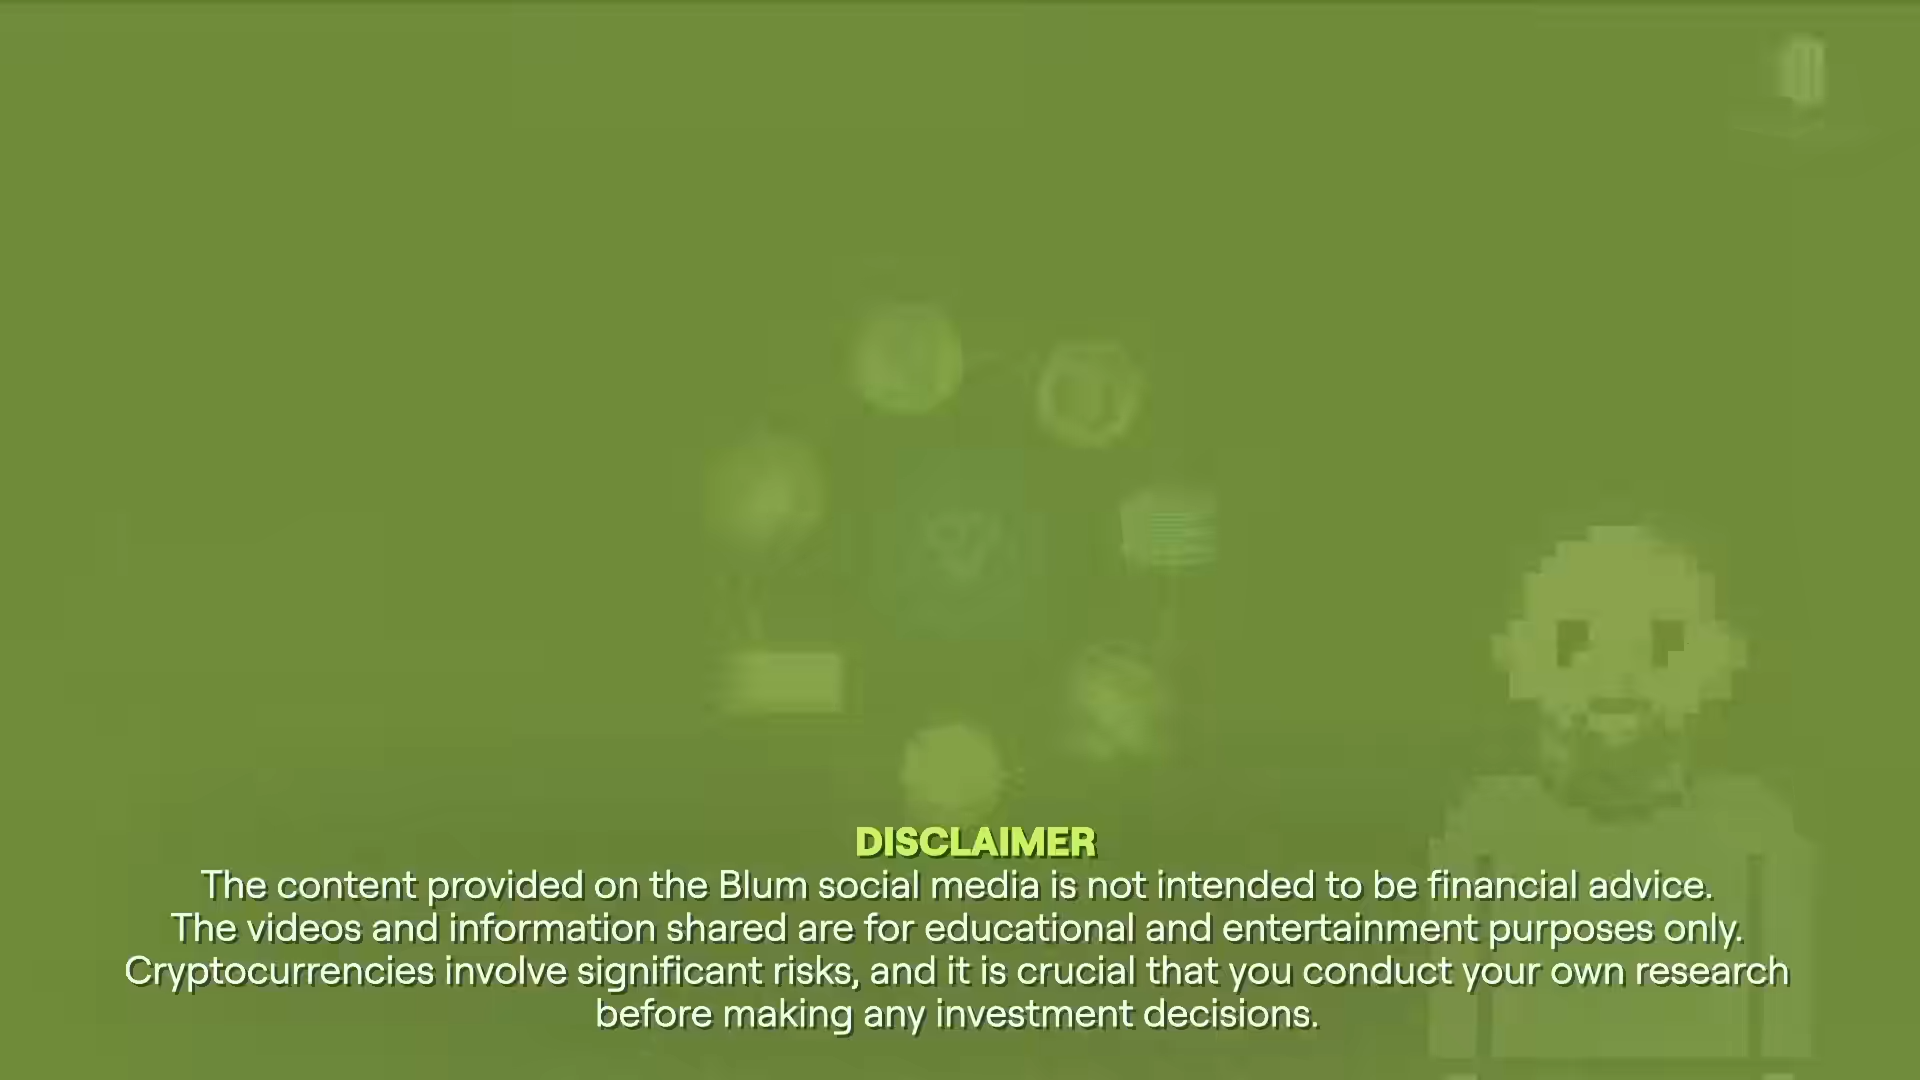 DISCLAIMER
The content provided on the Blum social media is not intended to be financial advice.
The videos and information shared are for educational and entertainment purposes only.
Cryptocurrencies involve significant risks, and it is crucial that you conduct your own research
before making any investment decisions.